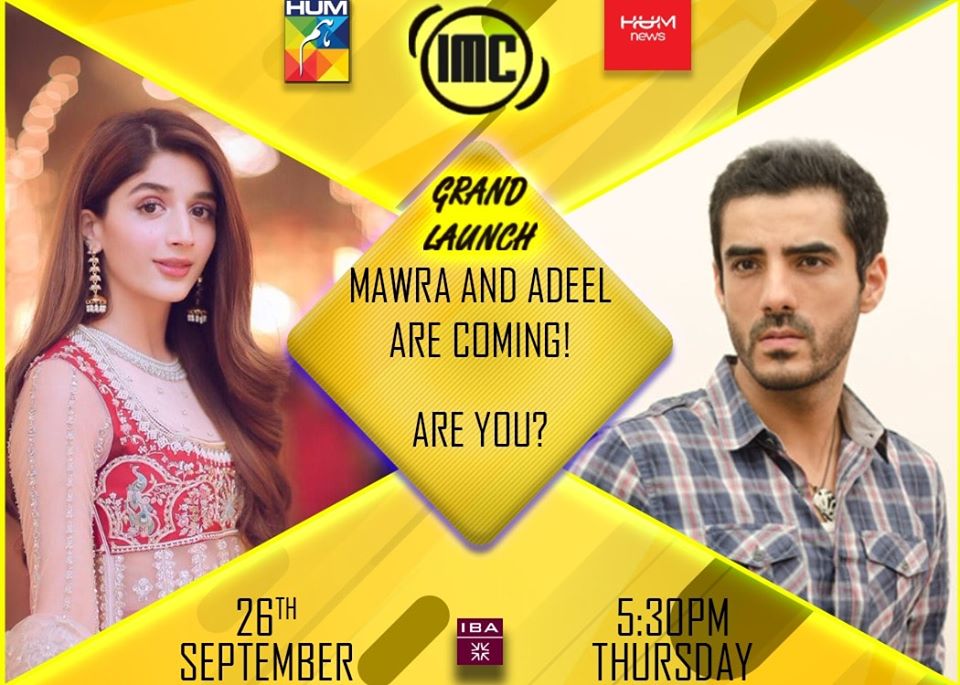 HUM
ہم
IMC
HUM
news
GRAND
LAUNCH
MAWRA AND ADEEL
ARE COMING!
ARE YOU?
26TH
SEPTEMBER
IBA
5:30PM
THURSDAY